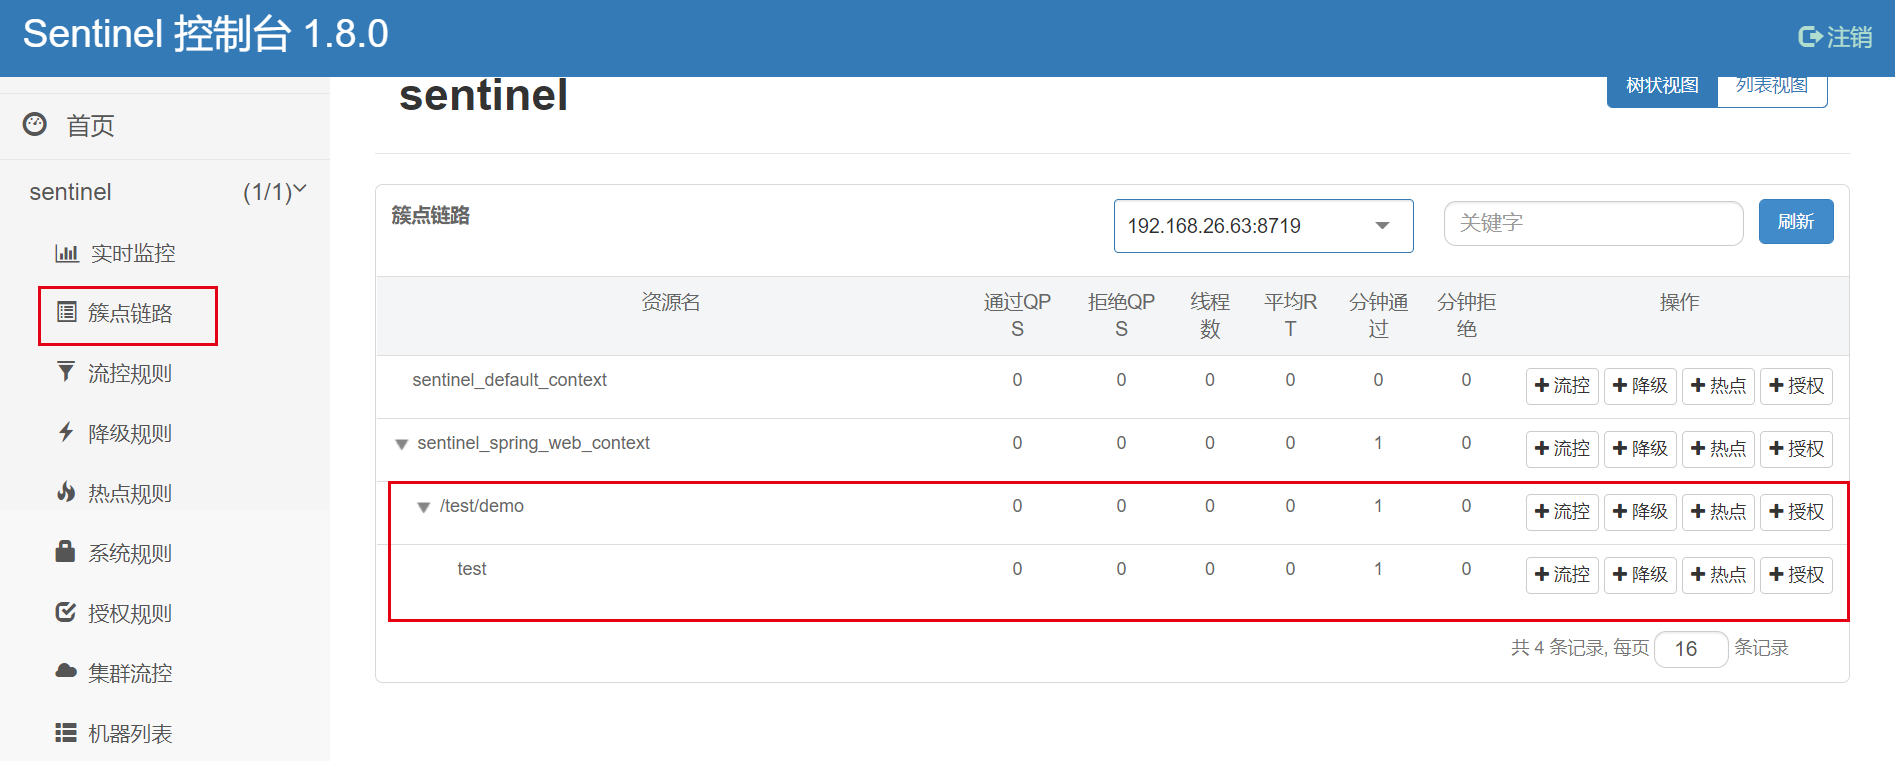 Sentinel 控制台 1.8.0
注销
首页
sentinel (1/1)
实时监控
簇点链路
流控规则
降级规则
热点规则
系统规则
授权规则
集群流控
机器列表
sentinel
树状视图 列表视图
簇点链路 192.168.26.63:8719 关键字 刷新
资源名 通过QPS 拒绝QPS 线程数 平均RT 分钟通过 分钟拒绝 操作
sentinel_default_context 0 0 0 0 0 0 流控 降级 热点 授权
sentinel_spring_web_context 0 0 0 0 1 0 流控 降级 热点 授权
/test/demo 0 0 0 0 1 0 流控 降级 热点 授权
test 0 0 0 0 1 0 流控 降级 热点 授权
共 4 条记录, 每页 16 条记录